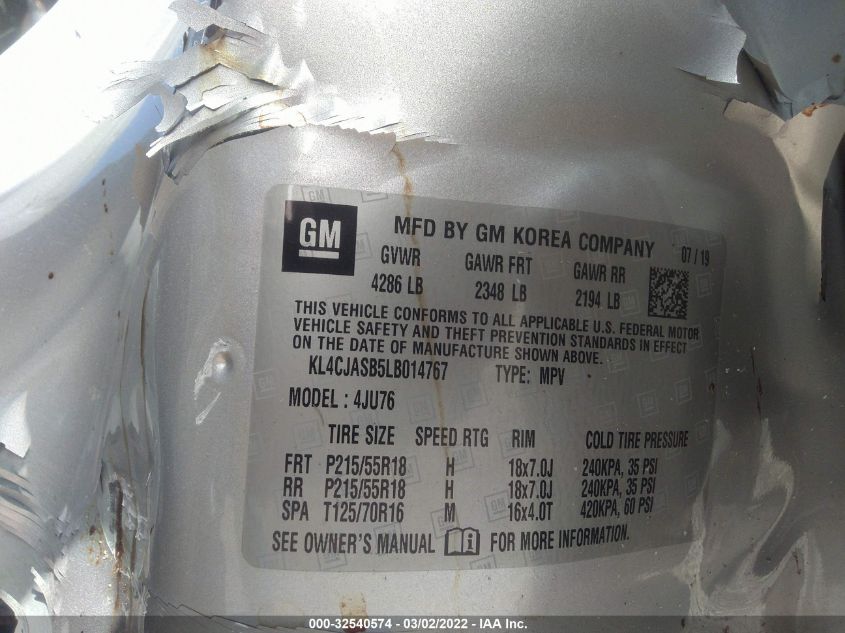 GM
MFD BY GM KOREA COMPANY 07/19
GVWR GAWR FRT GAWR RR
4286 LB 2348 LB 2194 LB
THIS VEHICLE CONFORMS TO ALL APPLICABLE U.S. FEDERAL MOTOR
VEHICLE SAFETY AND THEFT PREVENTION STANDARDS IN EFFECT
ON THE DATE OF MANUFACTURE SHOWN ABOVE.
KL4CJASB5LB014767 TYPE: MPV
MODEL : 4JU76
TIRE SIZE SPEED RTG RIM COLD TIRE PRESSURE
FRT P215/55R18 H 18x7.0J 240KPA, 35 PSI
RR P215/55R18 H 18x7.0J 240KPA, 35 PSI
SPA T125/70R16 M 16x4.0T 420KPA, 60 PSI
SEE OWNER'S MANUAL FOR MORE INFORMATION.
000-32540574 - 03/02/2022 - IAA Inc.